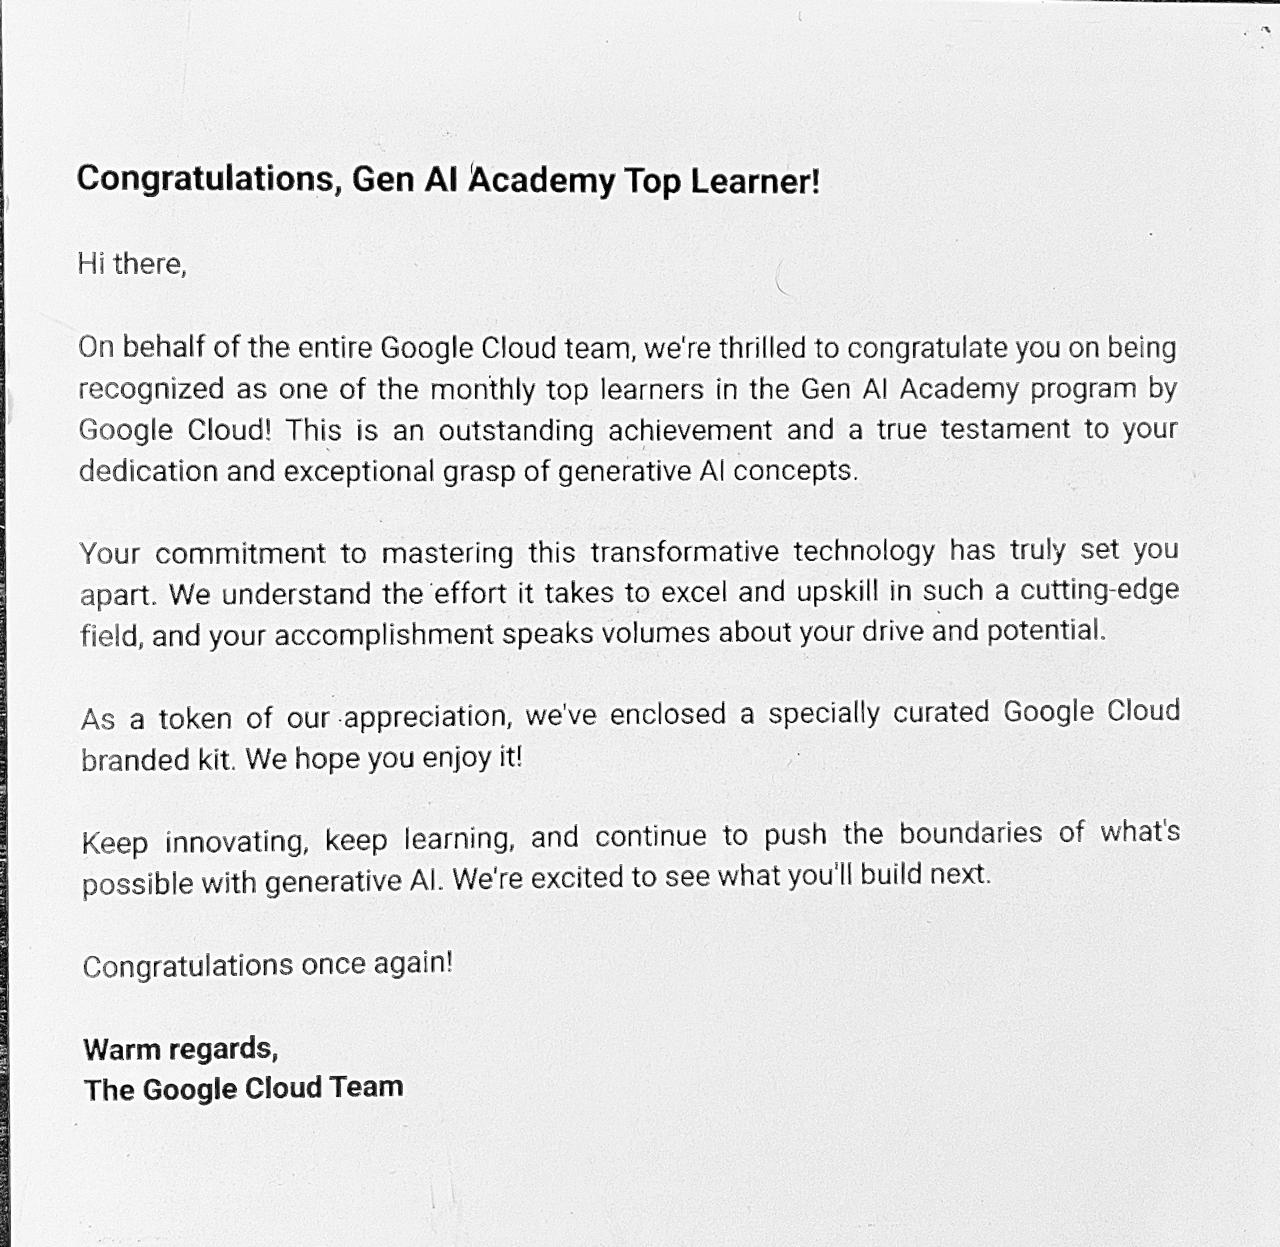 Congratulations, Gen AI Academy Top Learner!
Hi there,
On behalf of the entire Google Cloud team, we're thrilled to congratulate you on being
recognized as one of the monthly top learners in the Gen AI Academy program by
Google Cloud! This is an outstanding achievement and a true testament to your
dedication and exceptional grasp of generative AI concepts.
Your commitment to mastering this transformative technology has truly set you
apart. We understand the effort it takes to excel and upskill in such a cutting-edge
field, and your accomplishment speaks volumes about your drive and potential.
As a token of our appreciation, we've enclosed a specially curated Google Cloud
branded kit. We hope you enjoy it!
Keep innovating, keep learning, and continue to push the boundaries of what's
possible with generative AI. We're excited to see what you'll build next.
Congratulations once again!
Warm regards,
The Google Cloud Team